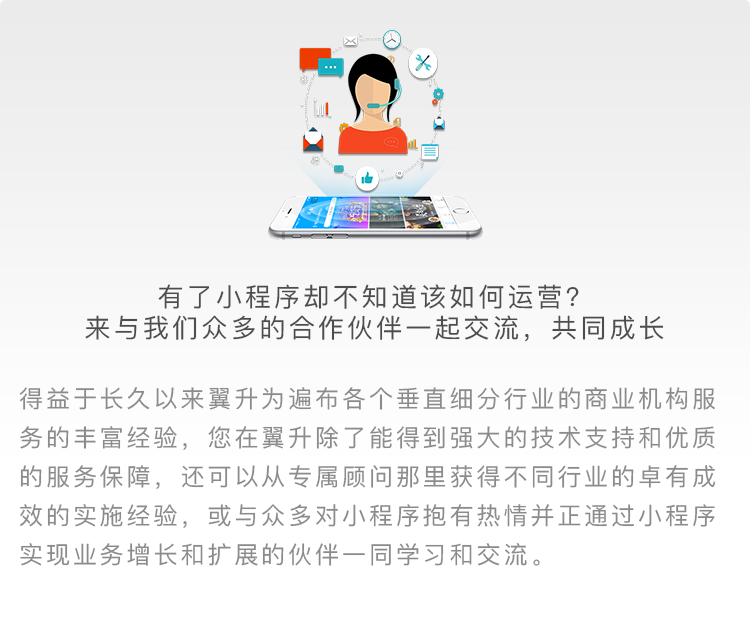 有了小程序却不知道该如何运营？
来与我们众多的合作伙伴一起交流，共同成长
得益于长久以来翼升为遍布各个垂直细分行业的商业机构服
务的丰富经验，您在翼升除了能得到强大的技术支持和优质
的服务保障，还可以从专属顾问那里获得不同行业的卓有成
效的实施经验，或与众多对小程序抱有热情并正通过小程序
实现业务增长和扩展的伙伴一同学习和交流。